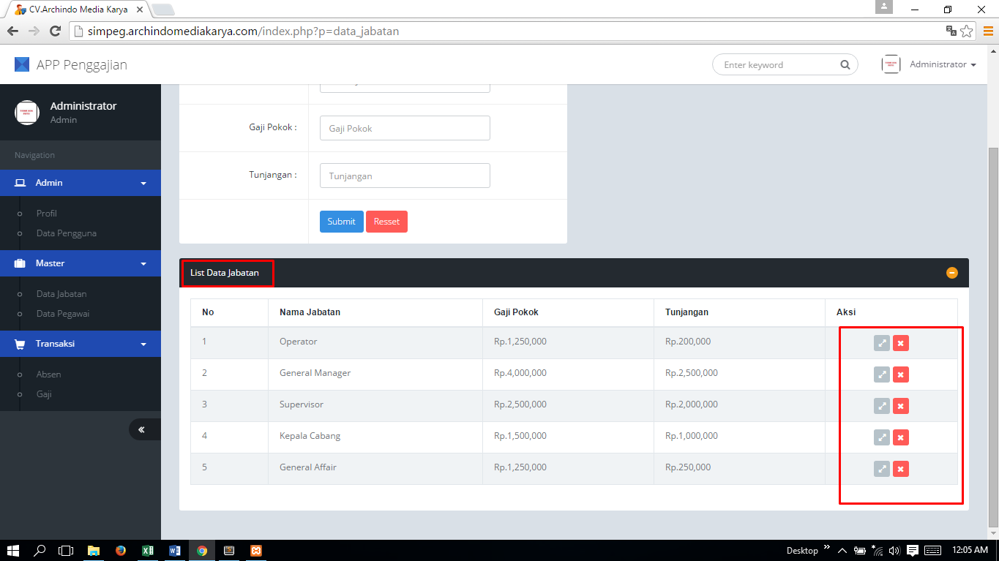 CV.Archindo Media Karya
simpeg.archindomediakarya.com/index.php?p=data_jabatan
APP Penggajian
Enter keyword
Administrator
Administrator
Admin
Navigation
Admin
Profil
Data Pengguna
Master
Data Jabatan
Data Pegawai
Transaksi
Absen
Gaji
Gaji Pokok :
Gaji Pokok
Tunjangan :
Tunjangan
Submit Resset
List Data Jabatan
No Nama Jabatan Gaji Pokok Tunjangan Aksi
1 Operator Rp.1,250,000 Rp.200,000
2 General Manager Rp.4,000,000 Rp.2,500,000
3 Supervisor Rp.2,500,000 Rp.2,000,000
4 Kepala Cabang Rp.1,500,000 Rp.1,000,000
5 General Affair Rp.1,250,000 Rp.250,000
Desktop
12:05 AM